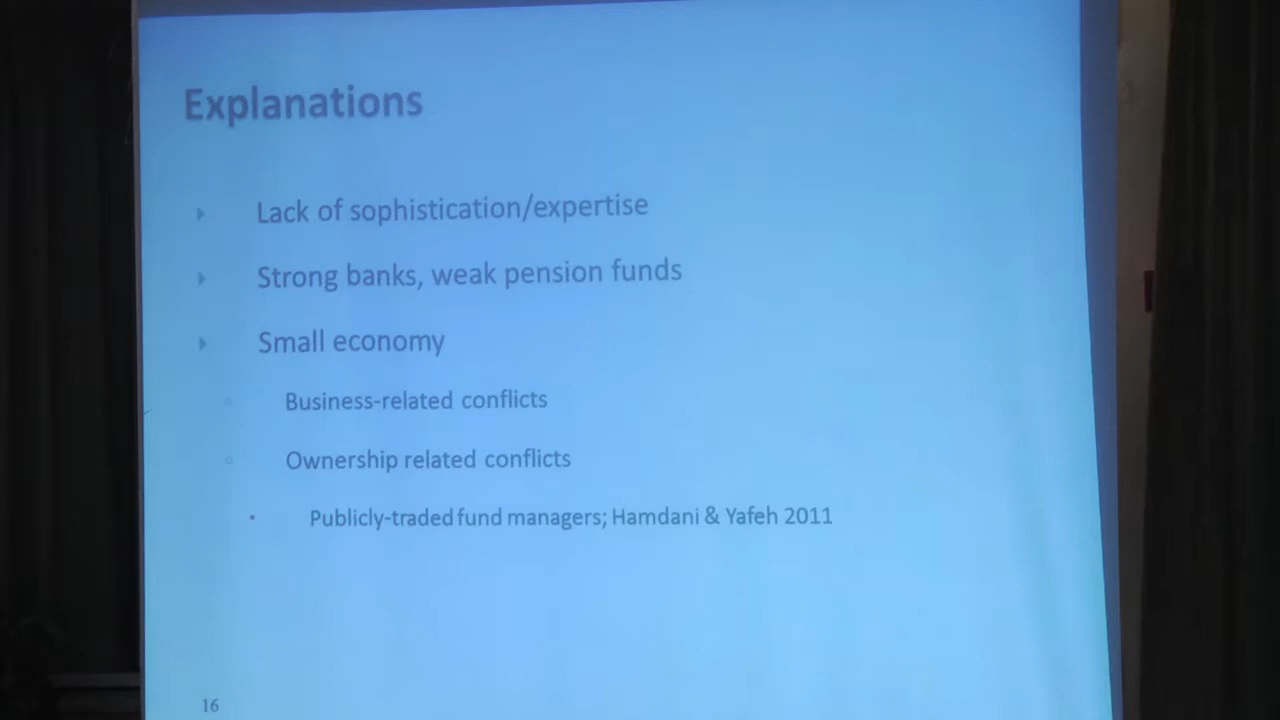 Explanations
Lack of sophistication/expertise
Strong banks, weak pension funds
Small economy
Business-related conflicts
Ownership related conflicts
Publicly-traded fund managers; Hamdani & Yafeh 2011
16